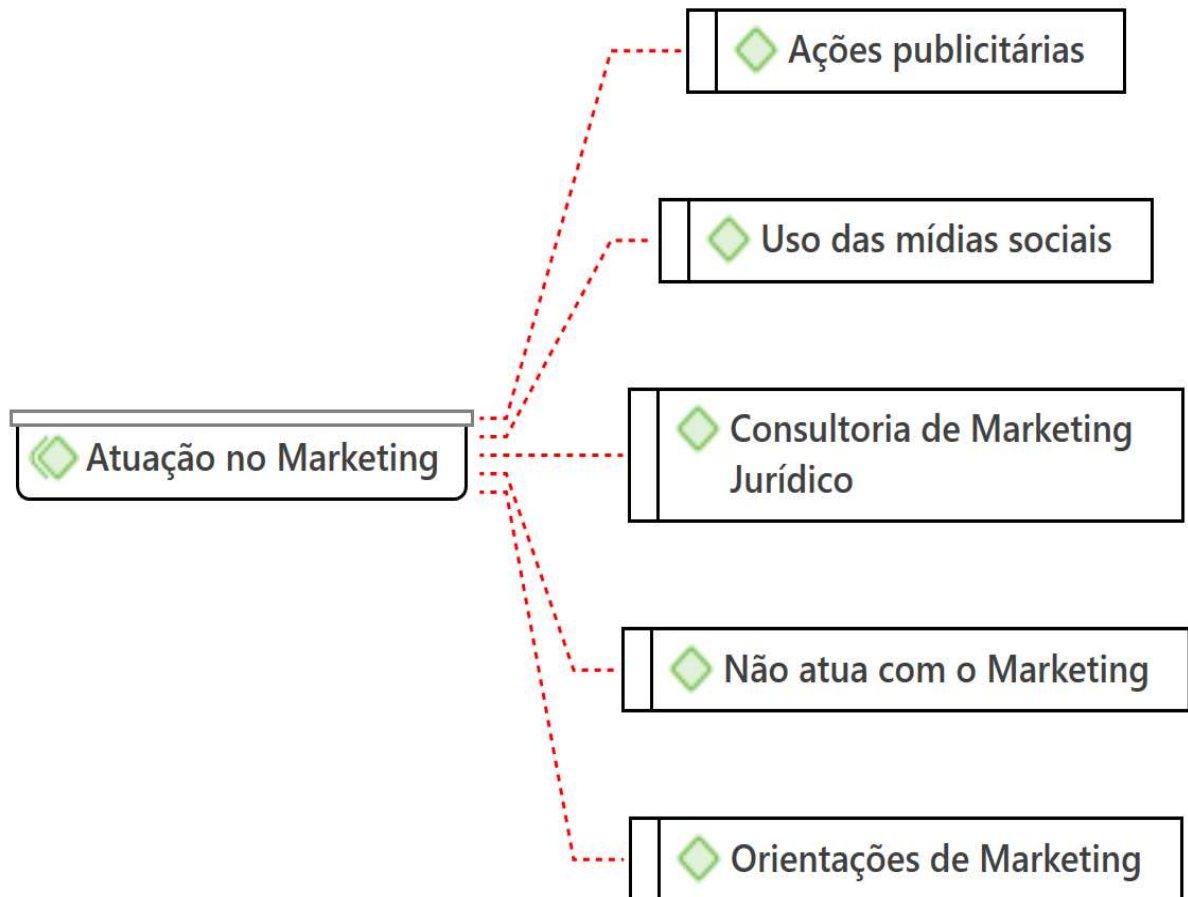 Ações publicitárias
Uso das mídias sociais
Atuação no Marketing
Consultoria de Marketing
Jurídico
Não atua com o Marketing
Orientações de Marketing